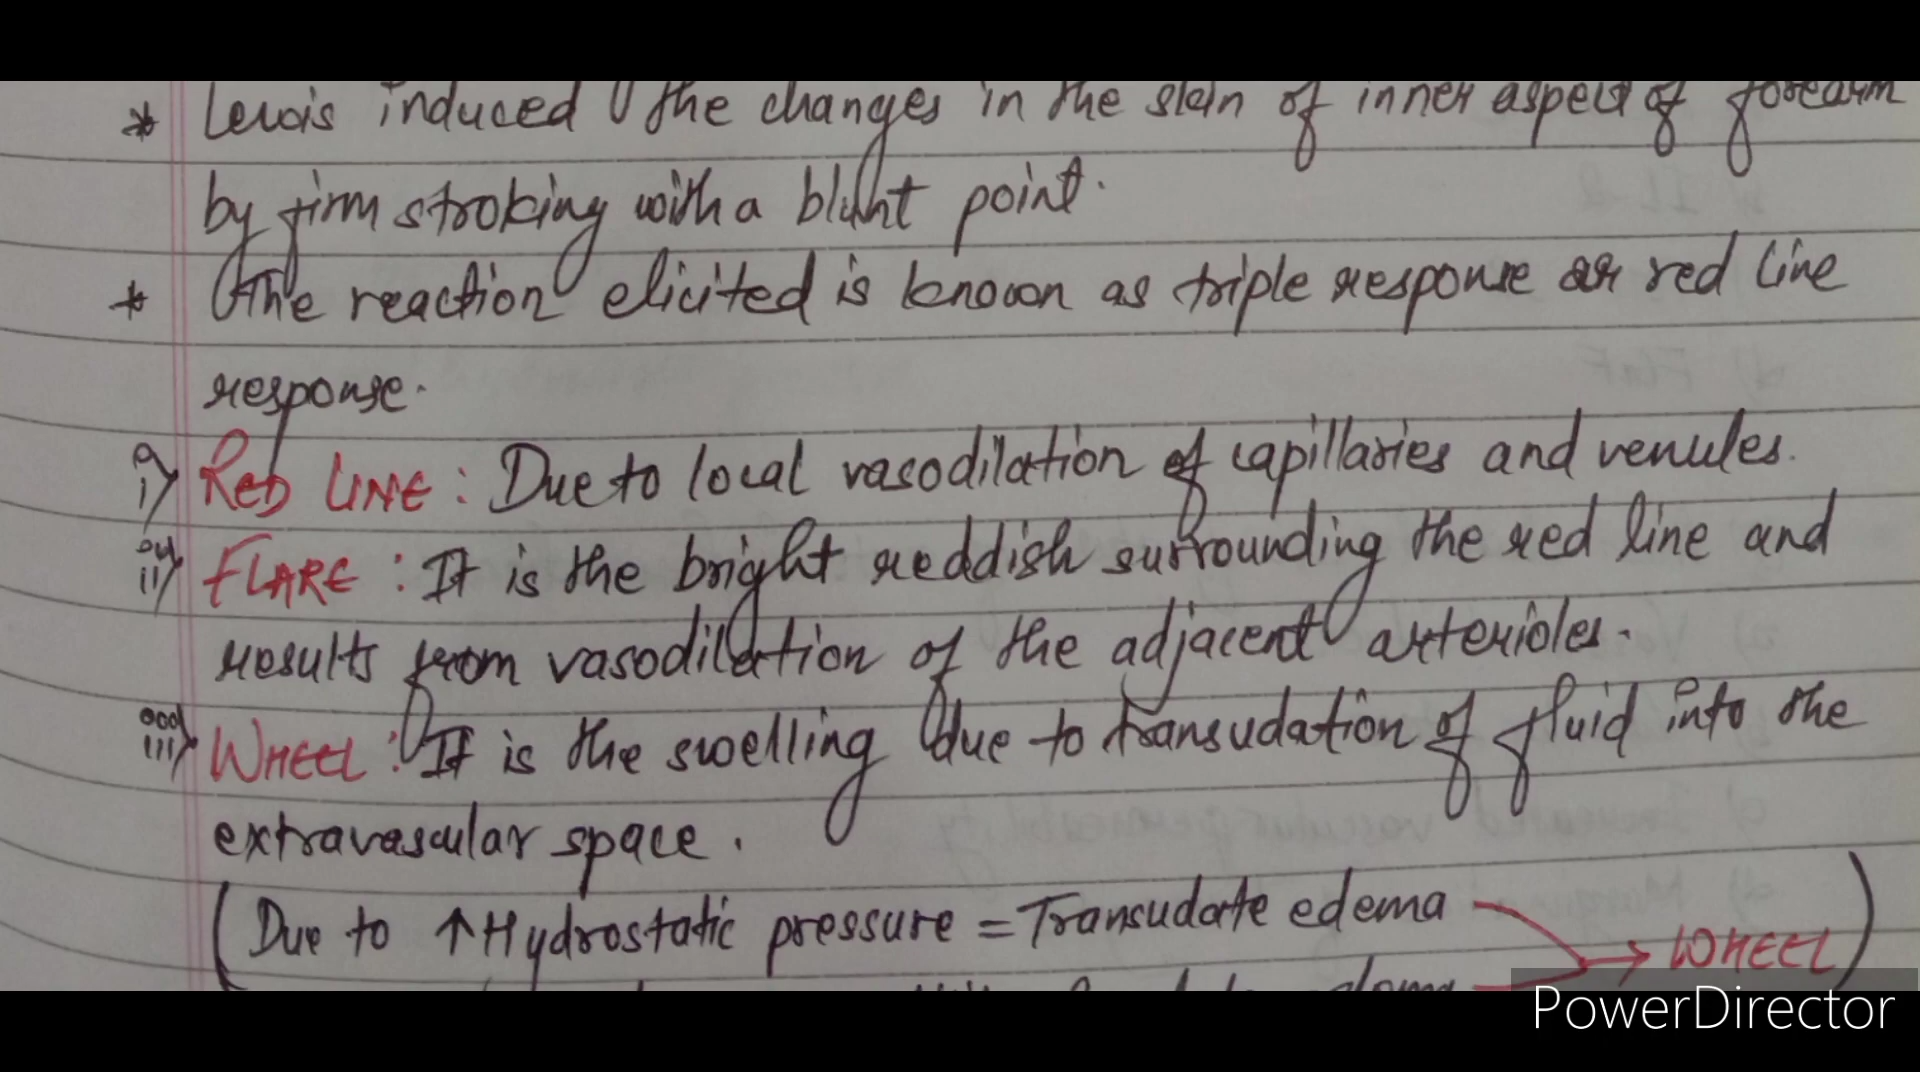 * Lewis induced the changes in the skin of inner aspect of forearm
by firm stroking with a blunt point.
* The reaction elicited is known as triple response or red line
response.
i) RED LINE : Due to local vasodilation of capillaries and venules.
ii) FLARE : It is the bright reddish surrounding the red line and
results from vasodilation of the adjacent arterioles.
iii) WHEEL : It is the swelling due to transudation of fluid into the
extravascular space.
(Due to ↑ Hydrostatic pressure = Transudate edema → WHEEL)
PowerDirector